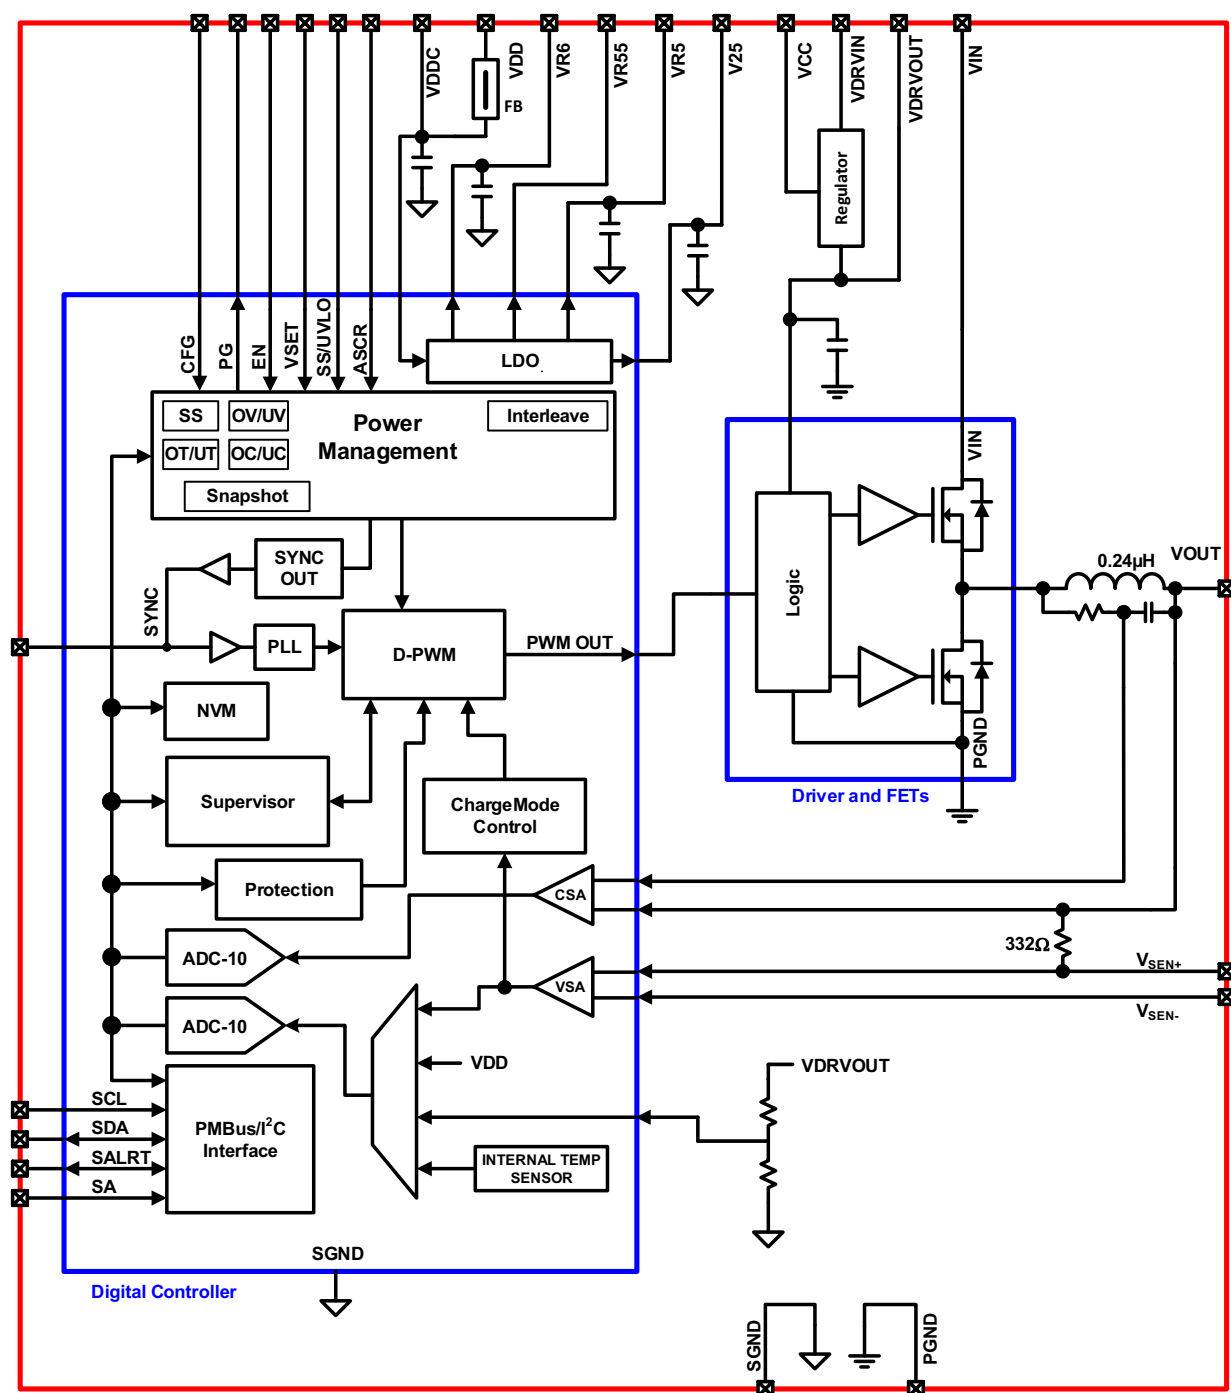 VDDC
VDD
VR6
VR55
VR5
V25
VCC
VDRVIN
VDRVOUT
VIN
FB
Regulator
CFG
PG
EN
VSET
SS/UVLO
ASCR
LDO
SS
OV/UV
Power
Management
Interleave
OT/UT
OC/UC
Snapshot
VIN
SYNC
OUT
SYNC
PLL
D-PWM
PWM OUT
Logic
0.24µH
VOUT
NVM
PGND
Supervisor
ChargeMode
Control
Driver and FETs
Protection
CSA
332Ω
ADC-10
VSA
VSEN+
VSEN-
ADC-10
VDD
VDRVOUT
SCL
SDA
SALRT
SA
PMBus/I²C
Interface
INTERNAL TEMP
SENSOR
SGND
Digital Controller
SGND
PGND